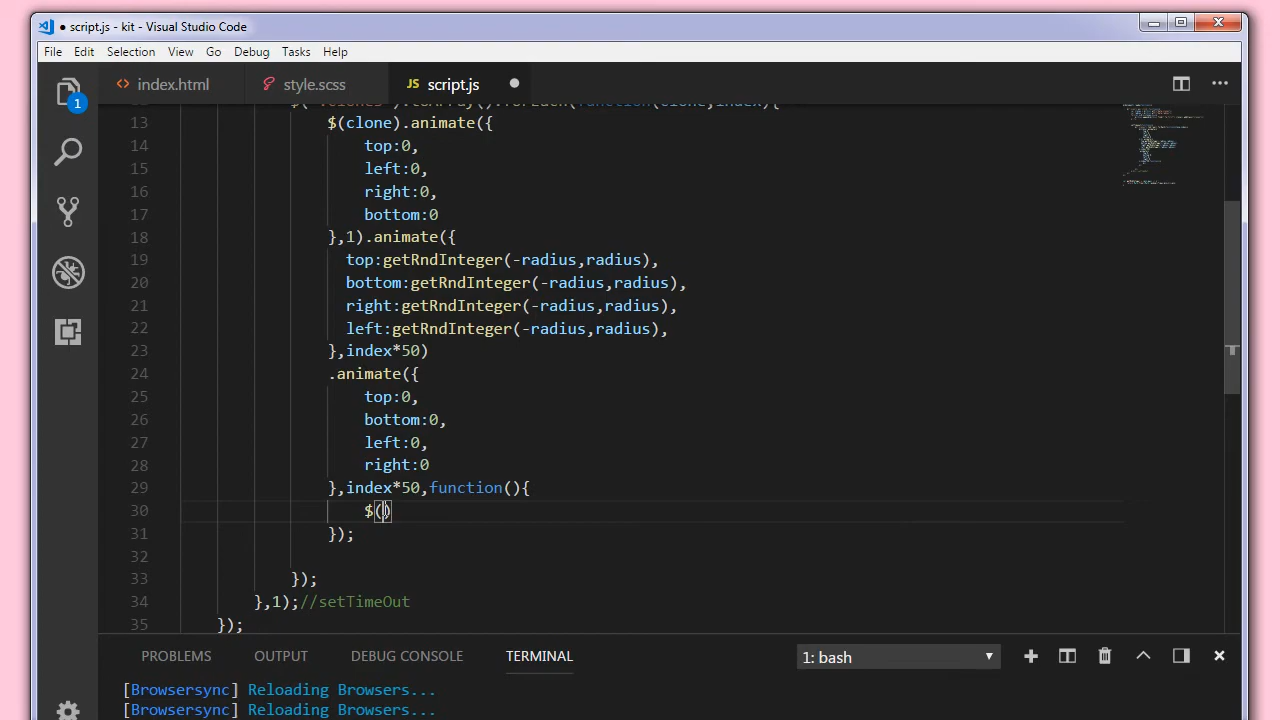 ● script.js - kit - Visual Studio Code
File Edit Selection View Go Debug Tasks Help
1
<> index.html
style.scss
JS script.js
13 $(clone).animate({
14 top:0,
15 left:0,
16 right:0,
17 bottom:0
18 },1).animate({
19 top:getRndInteger(-radius,radius),
20 bottom:getRndInteger(-radius,radius),
21 right:getRndInteger(-radius,radius),
22 left:getRndInteger(-radius,radius),
23 },index*50)
24 .animate({
25 top:0,
26 bottom:0,
27 left:0,
28 right:0
29 },index*50,function(){
30 $()
31 });
32
33 });
34 },1);//setTimeOut
35 });
PROBLEMS OUTPUT DEBUG CONSOLE TERMINAL 1: bash
[Browsersync] Reloading Browsers...
[Browsersync] Reloading Browsers...